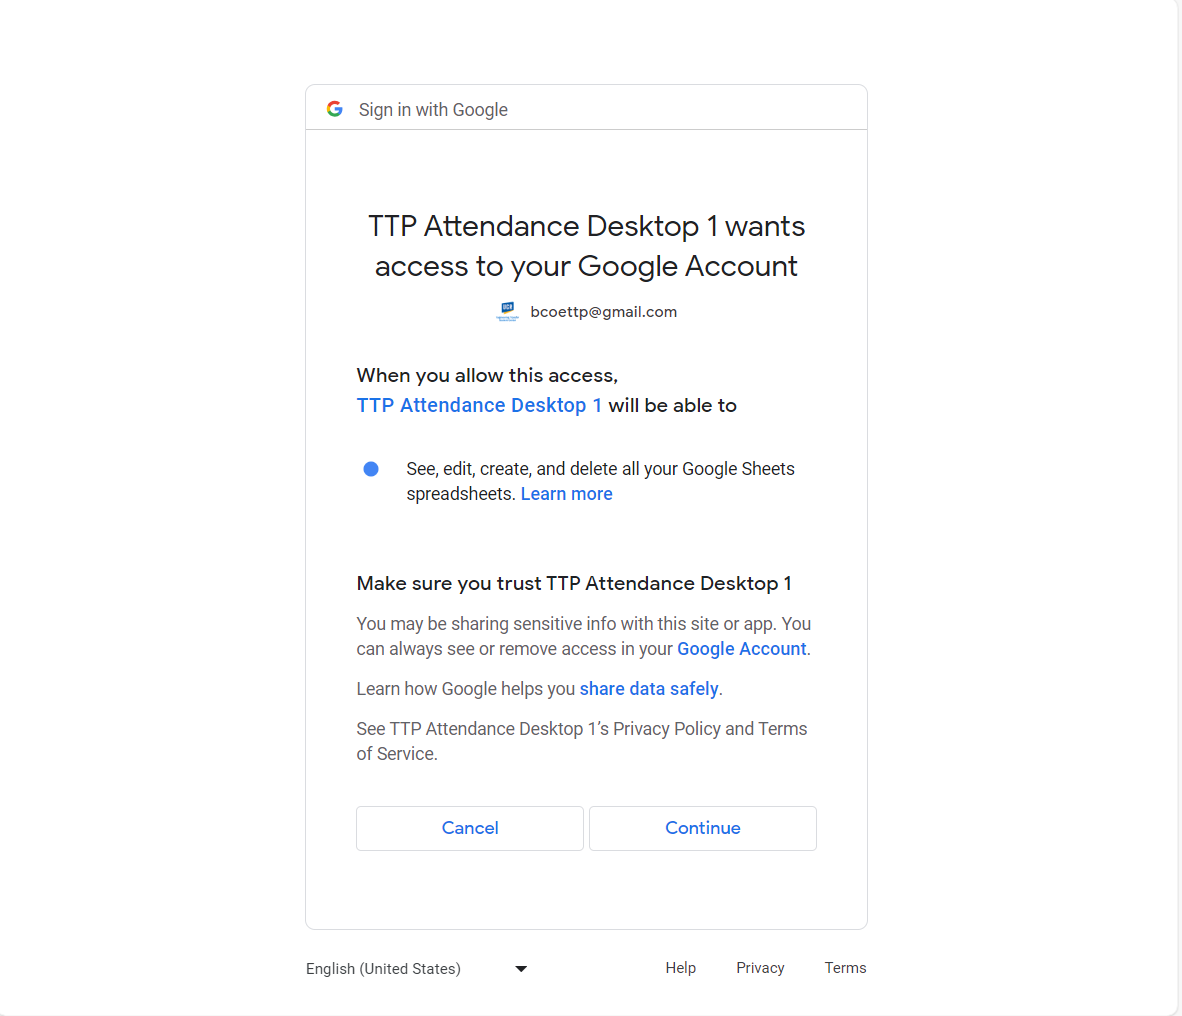 Sign in with Google
TTP Attendance Desktop 1 wants
access to your Google Account
bcoettp@gmail.com
When you allow this access,
TTP Attendance Desktop 1 will be able to
See, edit, create, and delete all your Google Sheets
spreadsheets. Learn more
Make sure you trust TTP Attendance Desktop 1
You may be sharing sensitive info with this site or app. You
can always see or remove access in your Google Account.
Learn how Google helps you share data safely.
See TTP Attendance Desktop 1’s Privacy Policy and Terms
of Service.
Cancel Continue
English (United States) Help Privacy Terms